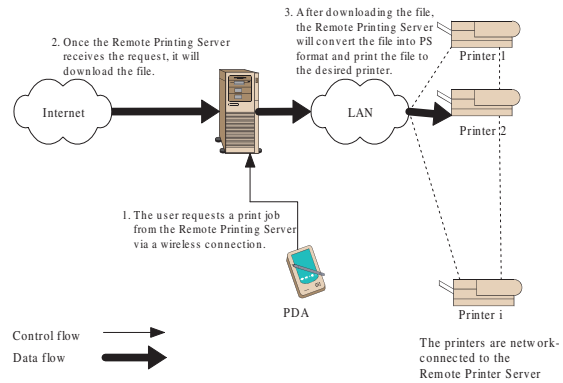 3. After downloading the file,
the Remote Printing Server
will convert the file into PS
format and print the file to
the desired printer.
2. Once the Remote Printing Server
receives the request, it will
download the file.
Printer 1
Internet
LAN
Printer 2
1. The user requests a print job
from the Remote Printing Server
via a wireless connection.
PDA
Printer i
Control flow
Data flow
The printers are network-
connected to the
Remote Printer Server